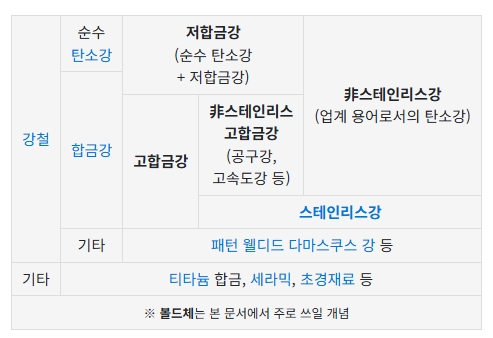 순수
탄소강
저합금강
(순수 탄소강
+ 저합금강)
非스테인리스강
(업계 용어로서의 탄소강)
강철
합금강
고합금강
非스테인리스
고합금강
(공구강,
고속도강 등)
스테인리스강
기타
패턴 웰디드 다마스쿠스 강 등
기타
티타늄 합금, 세라믹, 초경재료 등
※ 볼드체는 본 문서에서 주로 쓰일 개념